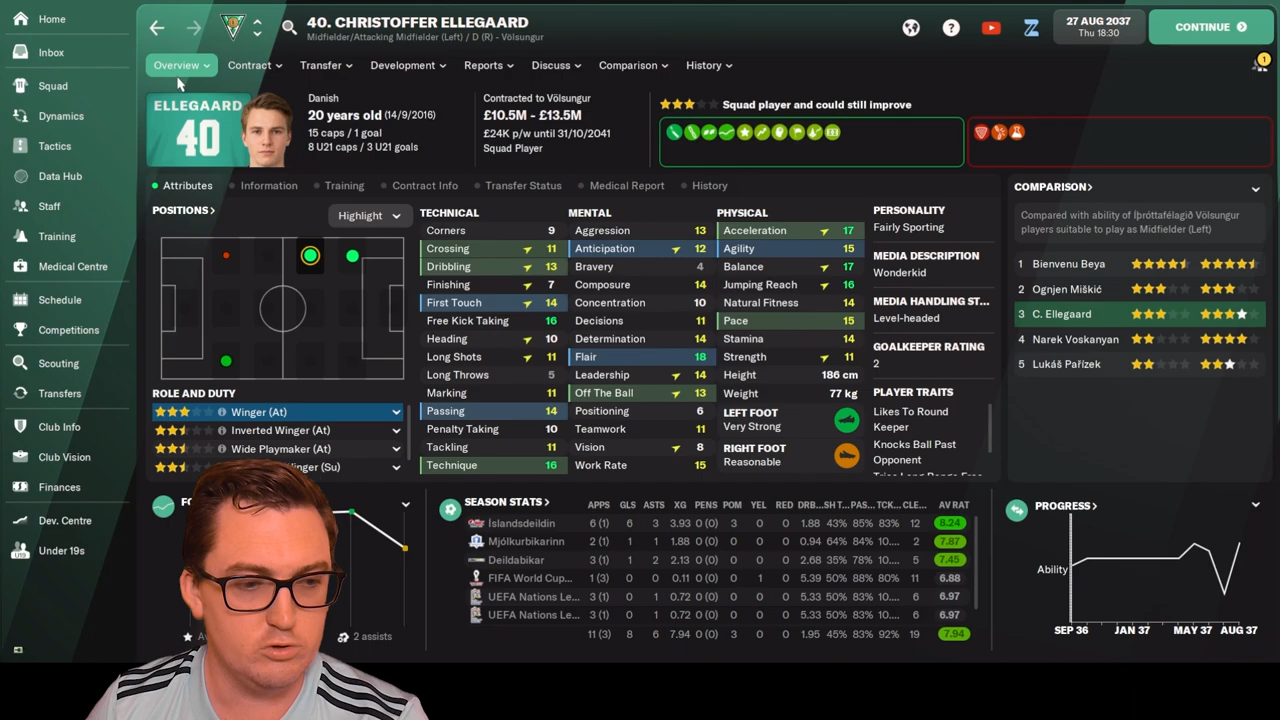 Home
Inbox
Squad
Dynamics
Tactics
Data Hub
Staff
Training
Medical Centre
Schedule
Competitions
Scouting
Transfers
Club Info
Club Vision
Finances
Dev. Centre
Under 19s
40. CHRISTOFFER ELLEGAARD
Midfielder/Attacking Midfielder (Left) / D (R) - Völsungur
27 AUG 2037
Thu 18:30
CONTINUE
Overview
Contract
Transfer
Development
Reports
Discuss
Comparison
History
1
ELLEGAARD
40
Danish
20 years old (14/9/2016)
15 caps / 1 goal
8 U21 caps / 3 U21 goals
Contracted to Völsungur
£10.5M - £13.5M
£24K p/w until 31/10/2041
Squad Player
Squad player and could still improve
Attributes
Information
Training
Contract Info
Transfer Status
Medical Report
History
POSITIONS>
Highlight
ROLE AND DUTY
Winger (At)
Inverted Winger (At)
Wide Playmaker (At)
TECHNICAL
Corners 9
Crossing 11
Dribbling 13
Finishing 7
First Touch 14
Free Kick Taking 16
Heading 10
Long Shots 11
Long Throws 5
Marking 11
Passing 14
Penalty Taking 10
Tackling 11
Technique 16
MENTAL
Aggression 13
Anticipation 12
Bravery 4
Composure 14
Concentration 10
Decisions 11
Determination 14
Flair 18
Leadership 14
Off The Ball 13
Positioning 6
Teamwork 11
Vision 8
Work Rate 15
PHYSICAL
Acceleration 17
Agility 15
Balance 17
Jumping Reach 16
Natural Fitness 14
Pace 15
Stamina 14
Strength 11
Height 186 cm
Weight 77 kg
LEFT FOOT
Very Strong
RIGHT FOOT
Reasonable
PERSONALITY
Fairly Sporting
MEDIA DESCRIPTION
Wonderkid
MEDIA HANDLING ST...
Level-headed
GOALKEEPER RATING
2
PLAYER TRAITS
Likes To Round
Keeper
Knocks Ball Past
Opponent
COMPARISON>
Compared with ability of Íþróttafélagið Völsungur
players suitable to play as Midfielder (Left)
1 Bienvenu Beya
2 Ognjen Miškić
3 C. Ellegaard
4 Narek Voskanyan
5 Lukáš Pařízek
2 assists
SEASON STATS> APPS GLS ASTS XG PENS POM YEL RED DRB... SH T... PAS... TCK... CLE... AV RAT
Íslandsdeildin 6 (1) 6 3 3.93 0 (0) 3 0 0 1.88 43% 85% 83% 12 8.24
Mjólkurbikarinn 2 (1) 1 1 1.88 0 (0) 0 0 0 0.94 64% 84% 10.... 2 7.87
Deildabikar 3 (1) 1 2 2.13 0 (0) 0 0 0 2.68 35% 78% 10.... 5 7.45
FIFA World Cup... 1 (3) 0 0 0.11 0 (0) 0 1 0 5.39 50% 88% 80% 11 6.88
UEFA Nations Le... 3 (1) 0 1 0.72 0 (0) 0 0 0 5.33 50% 83% 10.... 6 6.97
UEFA Nations Le... 3 (1) 0 1 0.72 0 (0) 0 0 0 5.33 50% 83% 10.... 6 6.97
11 (3) 8 6 7.94 0 (0) 3 0 0 1.95 45% 83% 92% 19 7.94
PROGRESS>
Ability
SEP 36 JAN 37 MAY 37 AUG 37